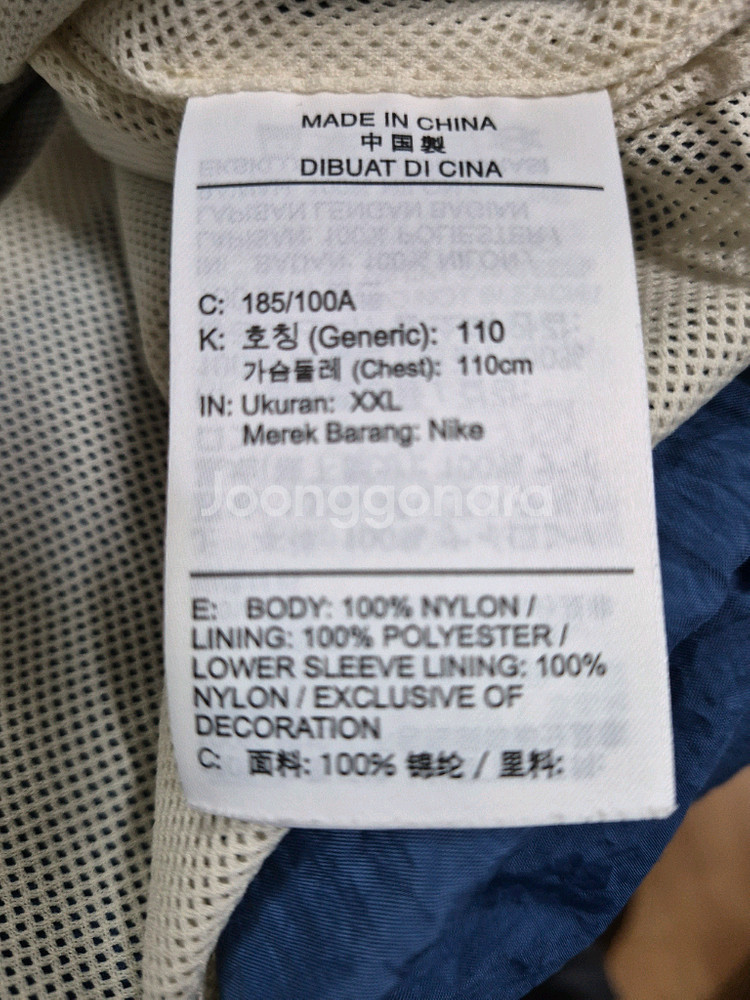 MADE IN CHINA
中国製
DIBUAT DI CINA
C: 185/100A
K: 호칭 (Generic): 110
가슴둘레 (Chest): 110cm
IN: Ukuran: XXL
Merek Barang: Nike
Joonggonara
E: BODY: 100% NYLON /
LINING: 100% POLYESTER /
LOWER SLEEVE LINING: 100%
NYLON / EXCLUSIVE OF
DECORATION
C: 面料: 100% 锦纶 / 里料: